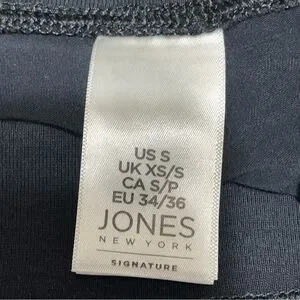 US S
UK XS/S
CA S/P
EU 34/36
JONES
NEW YORK
SIGNATURE